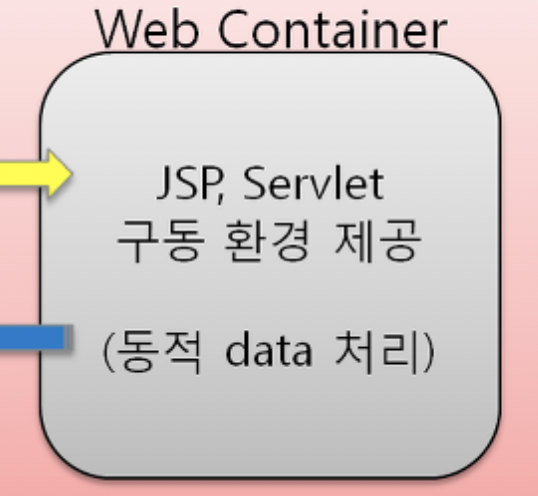 Web Container
JSP, Servlet
구동 환경 제공
(동적 data 처리)